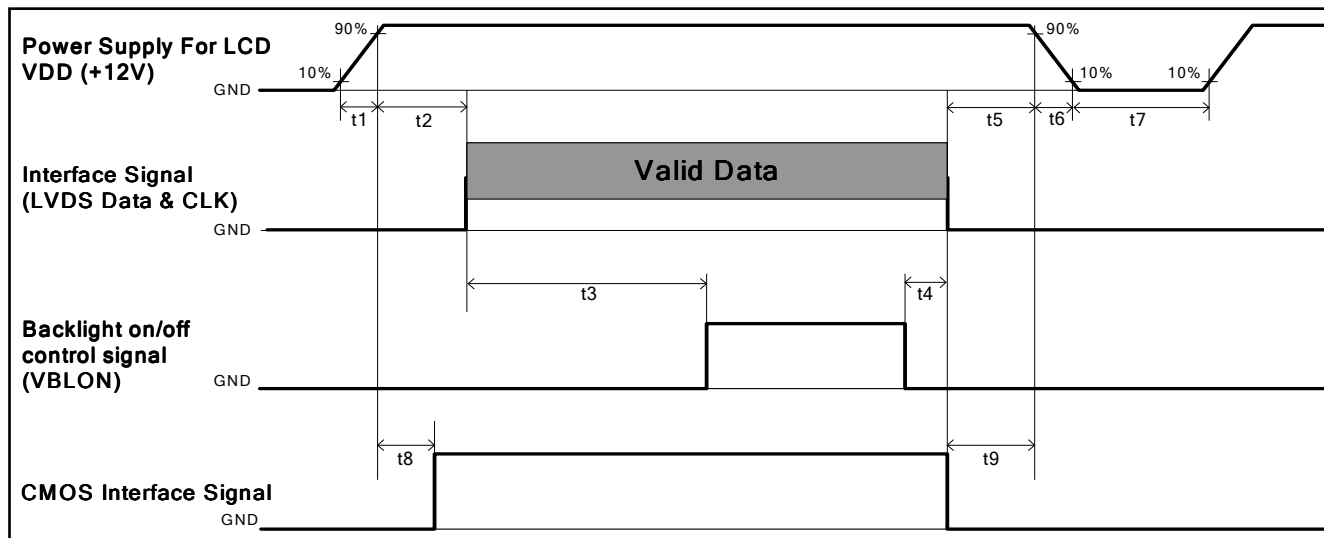 Power Supply For LCD
VDD (+12V)
90%
90%
10%
10%
10%
GND
t1
t2
t5
t6
t7
Valid Data
Interface Signal
(LVDS Data & CLK)
GND
t3
t4
Backlight on/off
control signal
(VBLON)
GND
t8
t9
CMOS Interface Signal
GND